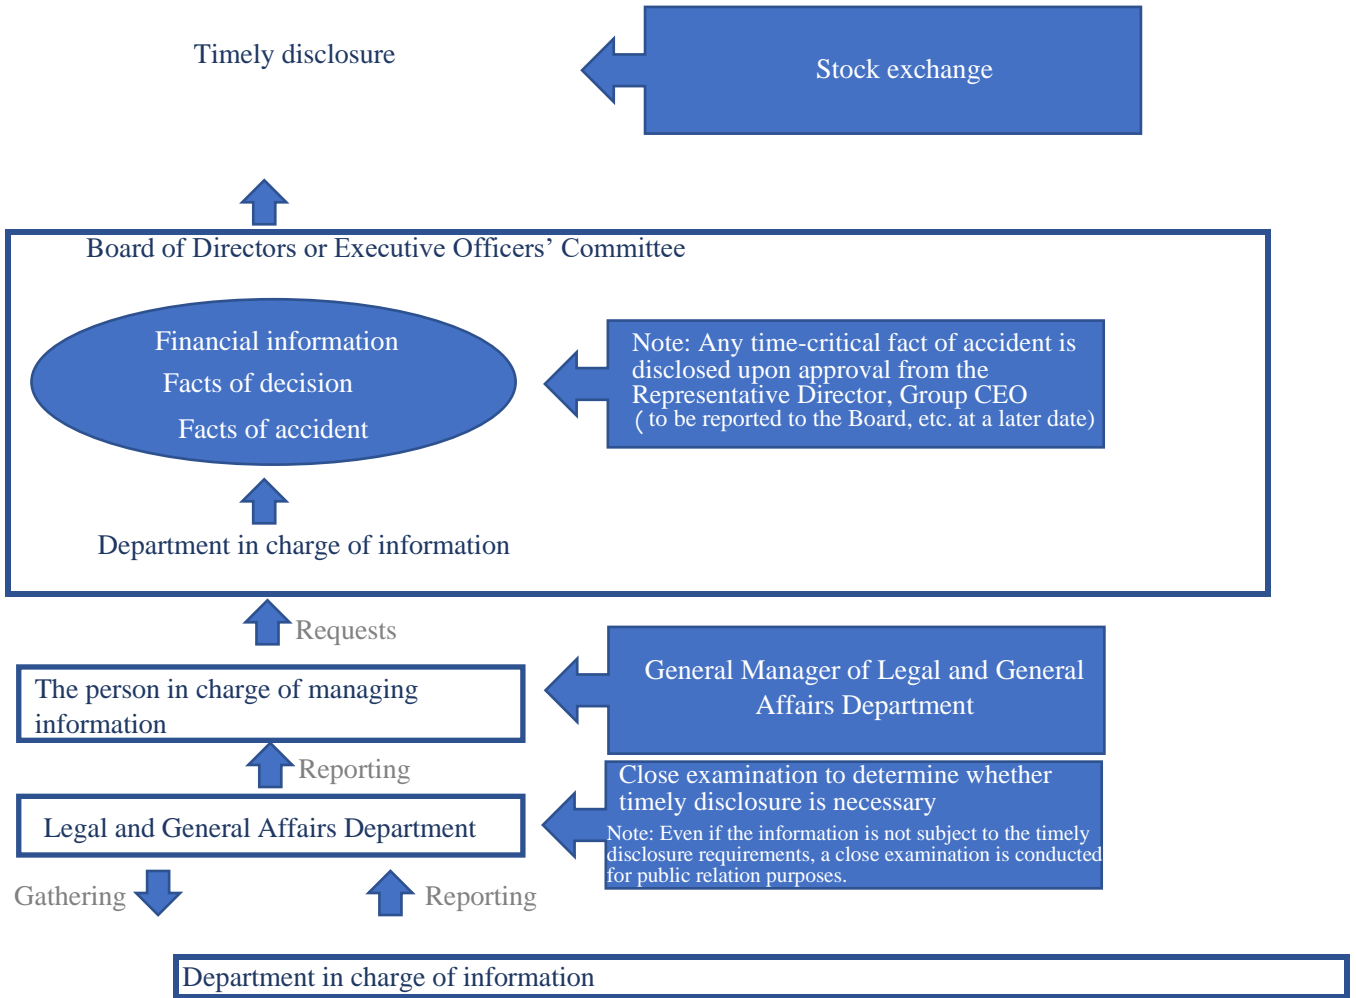 Timely disclosure
Stock exchange
Board of Directors or Executive Officers’ Committee
Financial information
Facts of decision
Facts of accident
Note: Any time-critical fact of accident is
disclosed upon approval from the
Representative Director, Group CEO
(to be reported to the Board, etc. at a later date)
Department in charge of information
Requests
The person in charge of managing
information
General Manager of Legal and General
Affairs Department
Reporting
Legal and General Affairs Department
Close examination to determine whether
timely disclosure is necessary
Note: Even if the information is not subject to the timely
disclosure requirements, a close examination is conducted
for public relation purposes.
Gathering
Reporting
Department in charge of information